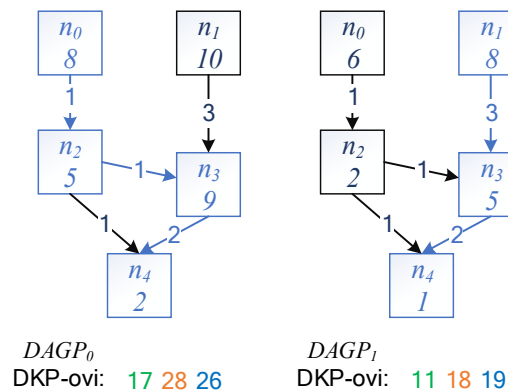 n0 n1 n0 n1
8 10 6 8
1 3 1 3
n2 n3 n2 n3
5 1 9 2 1 5
1 2 1 2
n4 n4
2 1
DAGP0 DAGP1
DKP-ovi: 17 28 26 DKP-ovi: 11 18 19